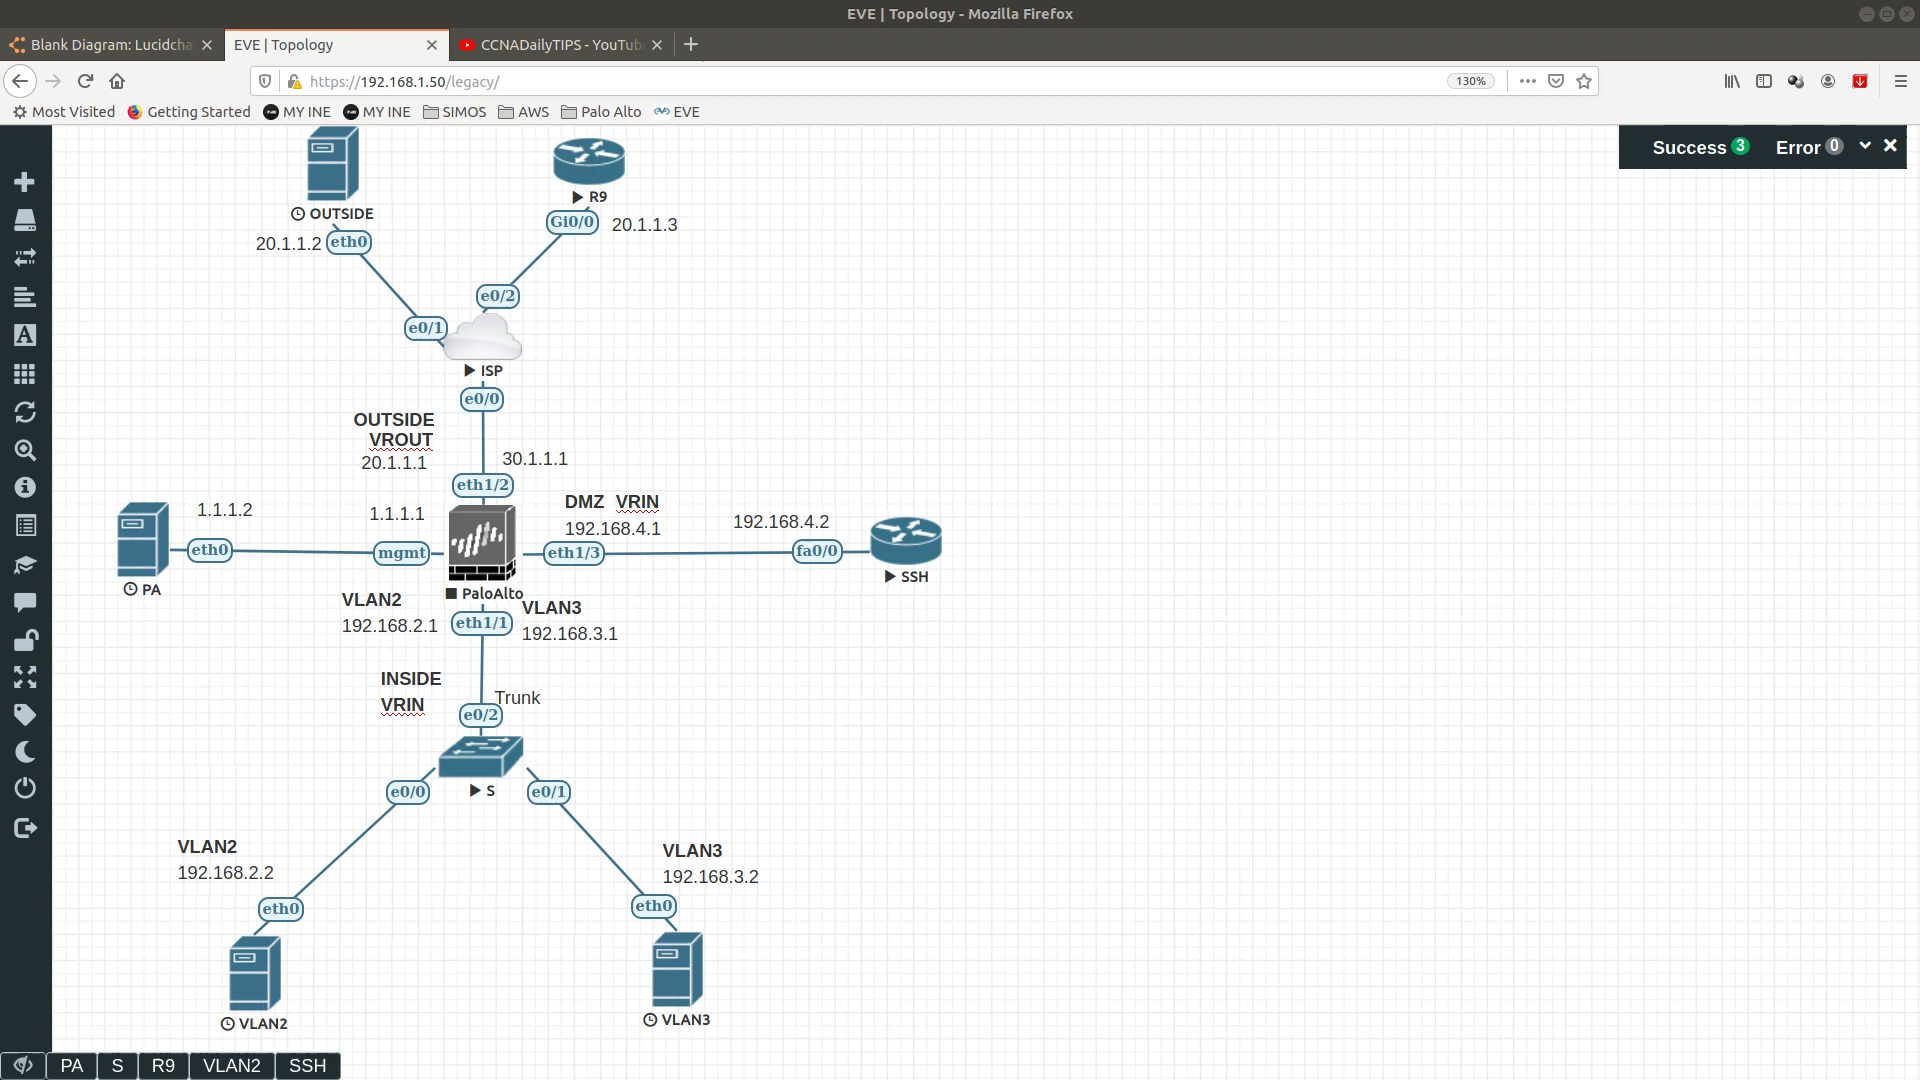 EVE | Topology - Mozilla Firefox
Blank Diagram: Lucidcha
EVE | Topology
CCNADailyTIPS - YouTub
https://192.168.1.50/legacy/
130%
Most Visited
Getting Started
MY INE
MY INE
SIMOS
AWS
Palo Alto
EVE
Success 3 Error 0
OUTSIDE
R9
20.1.1.2
eth0
Gi0/0
20.1.1.3
e0/2
e0/1
ISP
e0/0
OUTSIDE
VROUT
20.1.1.1
30.1.1.1
eth1/2
1.1.1.2
1.1.1.1
DMZ VRIN
192.168.4.1
192.168.4.2
eth0
mgmt
eth1/3
fa0/0
PA
PaloAlto
SSH
VLAN2
192.168.2.1
eth1/1
VLAN3
192.168.3.1
INSIDE
VRIN
Trunk
e0/2
S
e0/0
e0/1
VLAN2
192.168.2.2
VLAN3
192.168.3.2
eth0
eth0
VLAN2
VLAN3
PA
S
R9
VLAN2
SSH